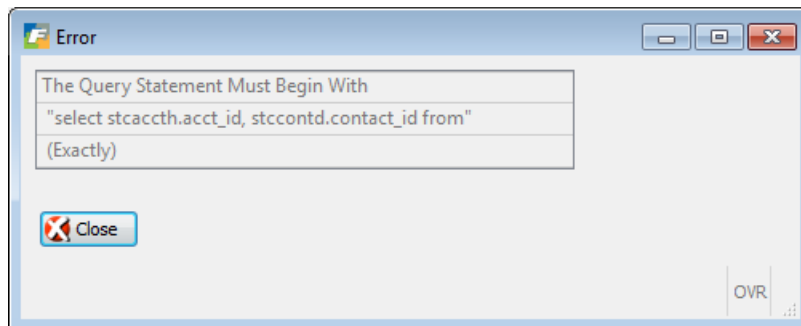 Error
The Query Statement Must Begin With
"select stcaccth.acct_id, stccontd.contact_id from"
(Exactly)
Close
OVR